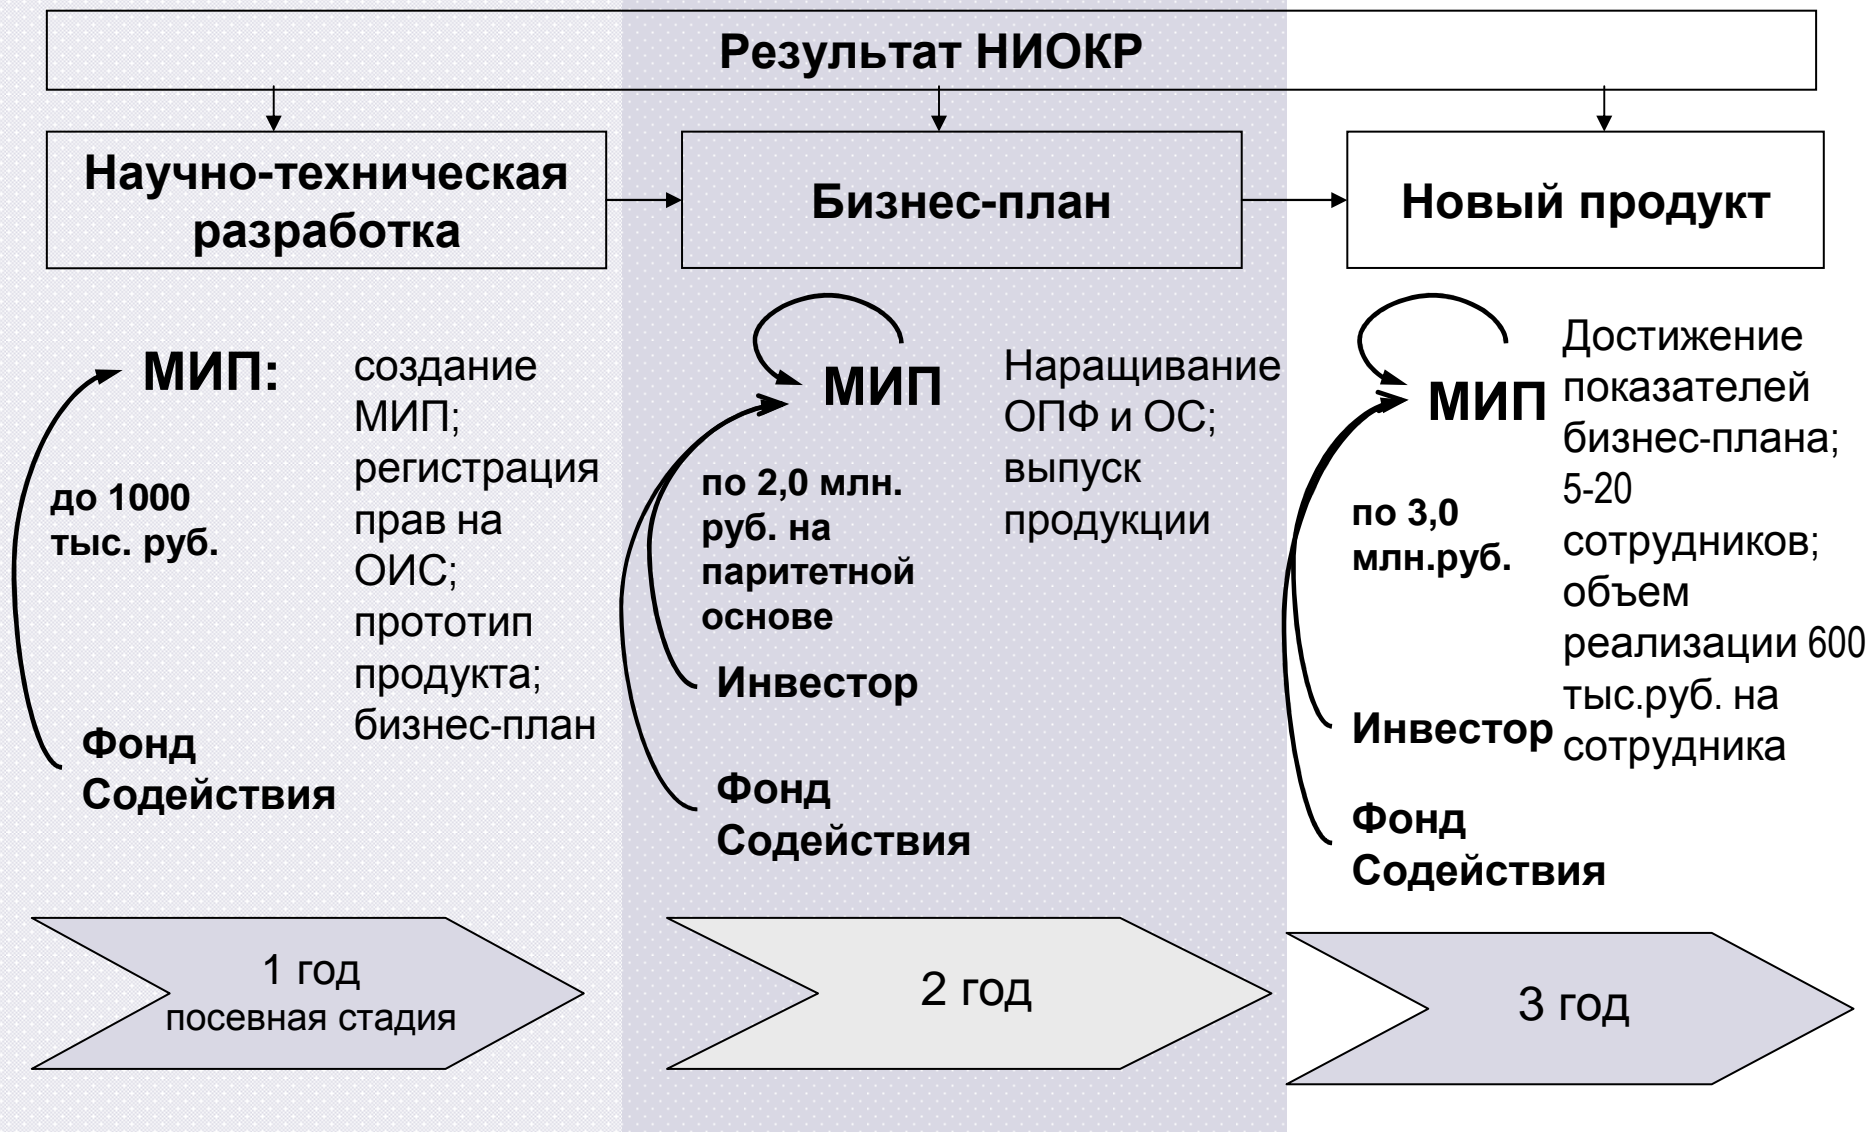 Результат НИОКР
Научно-техническая
разработка
Бизнес-план
Новый продукт
МИП:
создание
МИП;
регистрация
прав на
ОИС;
прототип
продукта;
бизнес-план
до 1000
тыс. руб.
Фонд
Содействия
МИП
Наращивание
ОПФ и ОС;
выпуск
продукции
по 2,0 млн.
руб. на
паритетной
основе
Инвестор
Фонд
Содействия
МИП
Достижение
показателей
бизнес-плана;
5-20
сотрудников;
объем
реализации 600
тыс.руб. на
сотрудника
по 3,0
млн.руб.
Инвестор
Фонд
Содействия
1 год
посевная стадия
2 год
3 год